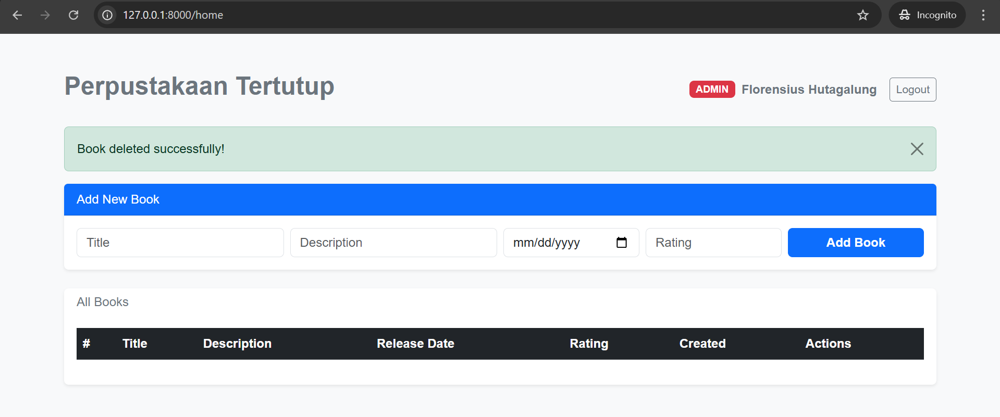 127.0.0.1:8000/home
Incognito
Perpustakaan Tertutup
ADMIN Florensius Hutagalung Logout
Book deleted successfully!
Add New Book
Title Description mm/dd/yyyy Rating Add Book
All Books
# Title Description Release Date Rating Created Actions